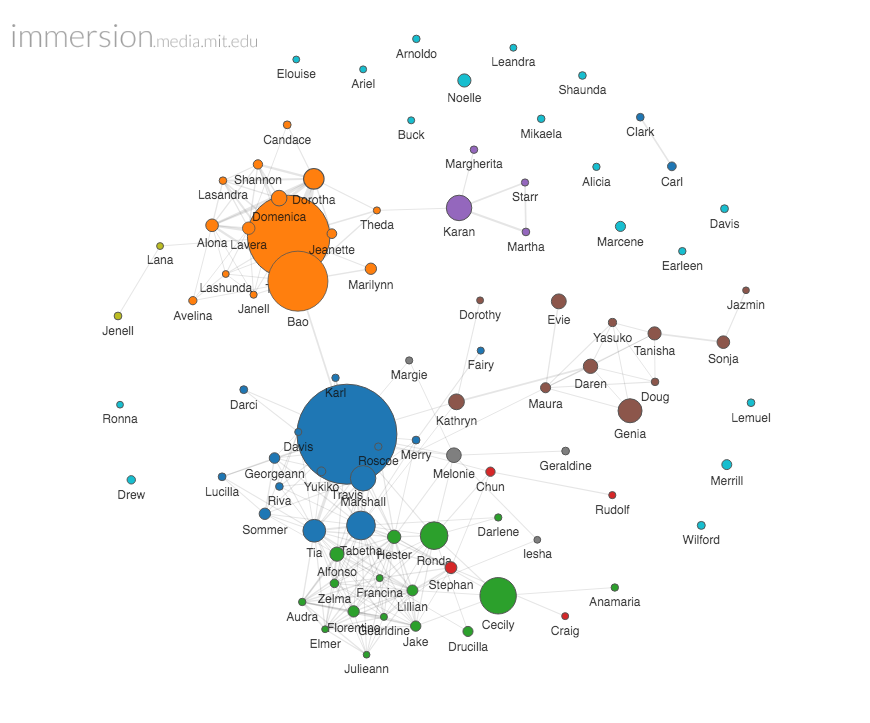 immersion.media.mit.edu
Arnoldo
Leandra
Elouise
Ariel
Noelle
Shaunda
Candace
Buck
Mikaela
Clark
Margherita
Shannon
Lasandra
Dorotha
Starr
Alicia
Carl
Domenica
Theda
Karan
Martha
Marcene
Davis
Alona
Lavera
Jeanette
Lana
Earleen
Lashunda
Marilynn
Avelina
Janell
Bao
Jenell
Dorothy
Evie
Jazmin
Yasuko
Tanisha
Sonja
Margie
Fairy
Daren
Doug
Karl
Darci
Maura
Ronna
Kathryn
Genia
Lemuel
Davis
Roscoe
Merry
Georgeann
Melonie
Geraldine
Lucilla
Yukiko
Travis
Chun
Drew
Riva
Marshall
Merrill
Rudolf
Sommer
Tia
Tabetha
Hester
Ronda
Darlene
Iesha
Wilford
Alfonso
Stephan
Zelma
Francina
Lillian
Anamaria
Audra
Florentino
Gearldine
Cecily
Craig
Elmer
Jake
Drucilla
Julieann